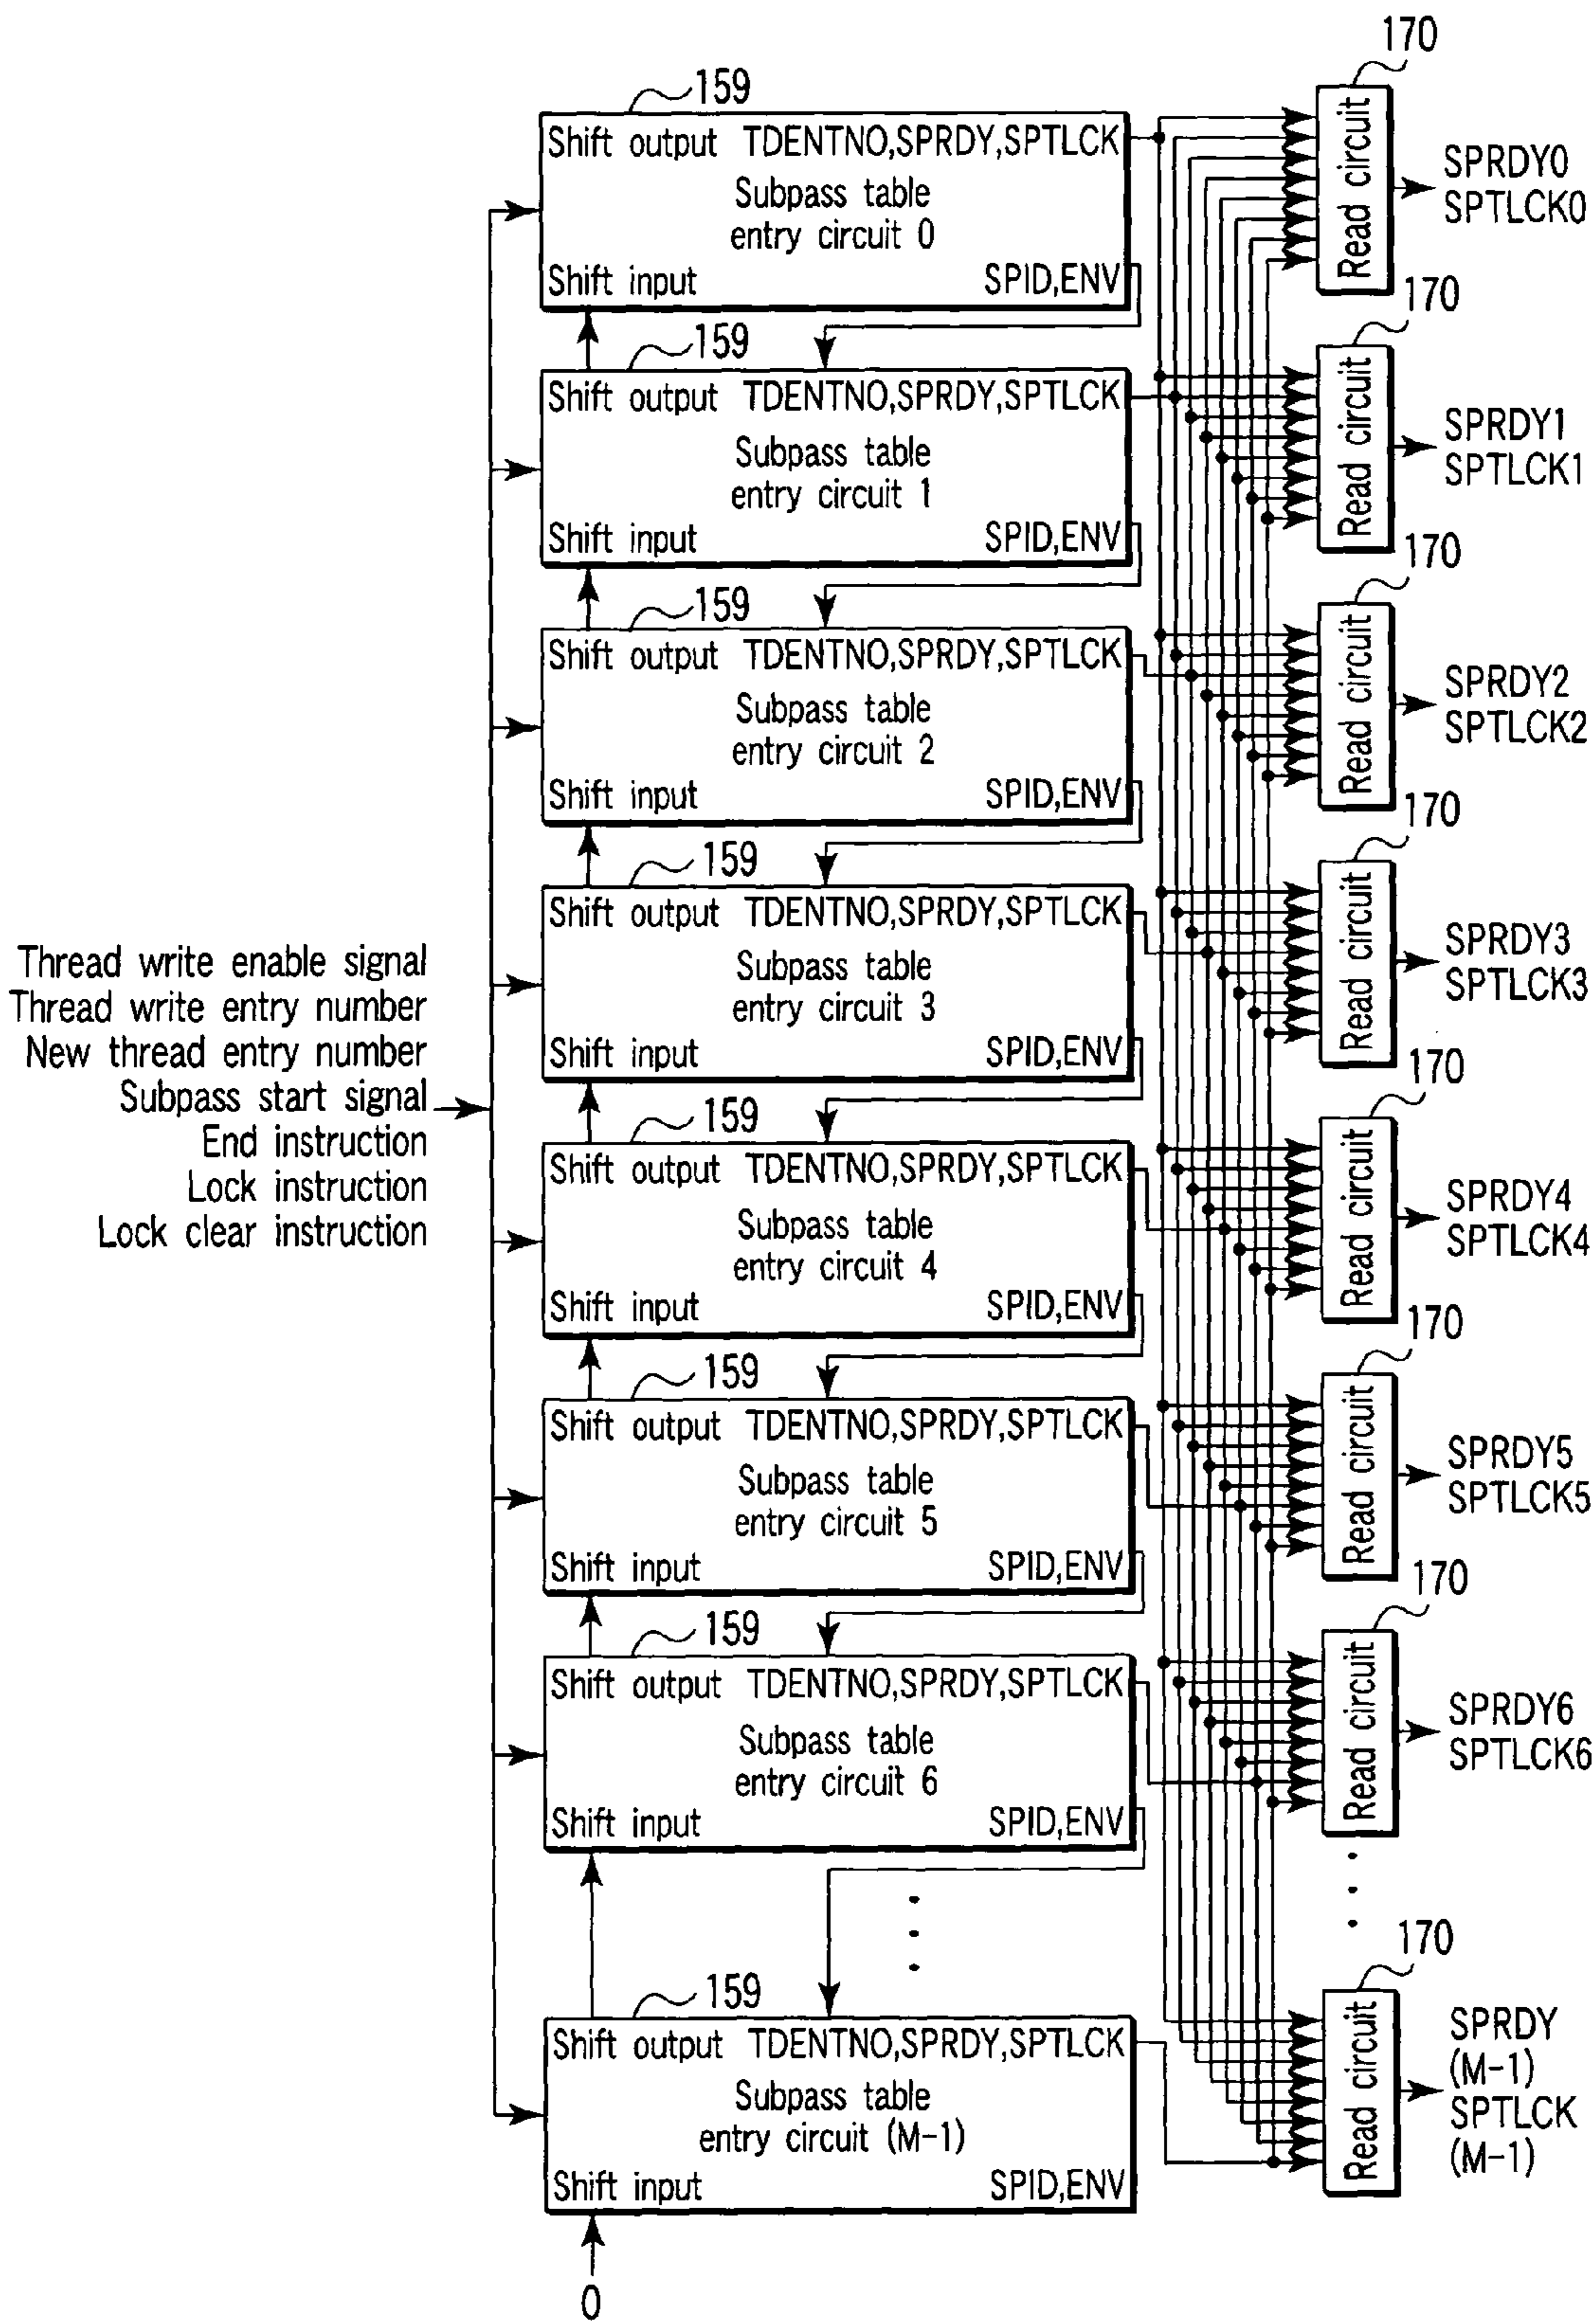 170
159
Shift output TDENTNO,SPRDY,SPTLCK
Subpass table
entry circuit 0
Shift input SPID,ENV
Read circuit
SPRDY0
SPTLCK0
170
159
Shift output TDENTNO,SPRDY,SPTLCK
Subpass table
entry circuit 1
Shift input SPID,ENV
Read circuit
SPRDY1
SPTLCK1
170
159
Shift output TDENTNO,SPRDY,SPTLCK
Subpass table
entry circuit 2
Shift input SPID,ENV
Read circuit
SPRDY2
SPTLCK2
170
159
Shift output TDENTNO,SPRDY,SPTLCK
Subpass table
entry circuit 3
Shift input SPID,ENV
Read circuit
SPRDY3
SPTLCK3
Thread write enable signal
Thread write entry number
New thread entry number
Subpass start signal
End instruction
Lock instruction
Lock clear instruction
170
159
Shift output TDENTNO,SPRDY,SPTLCK
Subpass table
entry circuit 4
Shift input SPID,ENV
Read circuit
SPRDY4
SPTLCK4
170
159
Shift output TDENTNO,SPRDY,SPTLCK
Subpass table
entry circuit 5
Shift input SPID,ENV
Read circuit
SPRDY5
SPTLCK5
170
159
Shift output TDENTNO,SPRDY,SPTLCK
Subpass table
entry circuit 6
Shift input SPID,ENV
Read circuit
SPRDY6
SPTLCK6
170
159
Shift output TDENTNO,SPRDY,SPTLCK
Subpass table
entry circuit (M-1)
Shift input SPID,ENV
Read circuit
SPRDY
(M-1)
SPTLCK
(M-1)
0